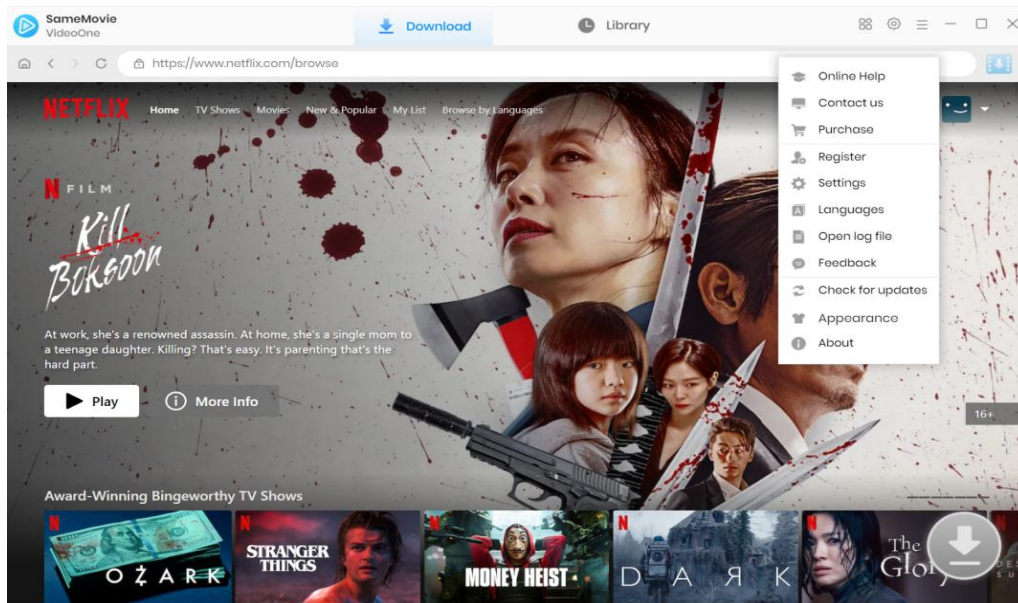 SameMovie
VideoOne
Download
Library
https://www.netflix.com/browse
Online Help
Contact us
Purchase
Register
Settings
Languages
Open log file
Feedback
Check for updates
Appearance
About
NETFLIX Home TV Shows Movies New & Popular My List Browse by Languages
N FILM
Kill
Boksoon
At work, she's a renowned assassin. At home, she's a single mom to
a teenage daughter. Killing? That's easy. It's parenting that's the
hard part.
Play
More Info
16+
Award-Winning Bingeworthy TV Shows
N
OZARK
N
STRANGER
THINGS
N
MONEY HEIST
N
DARK
N
The
Glory